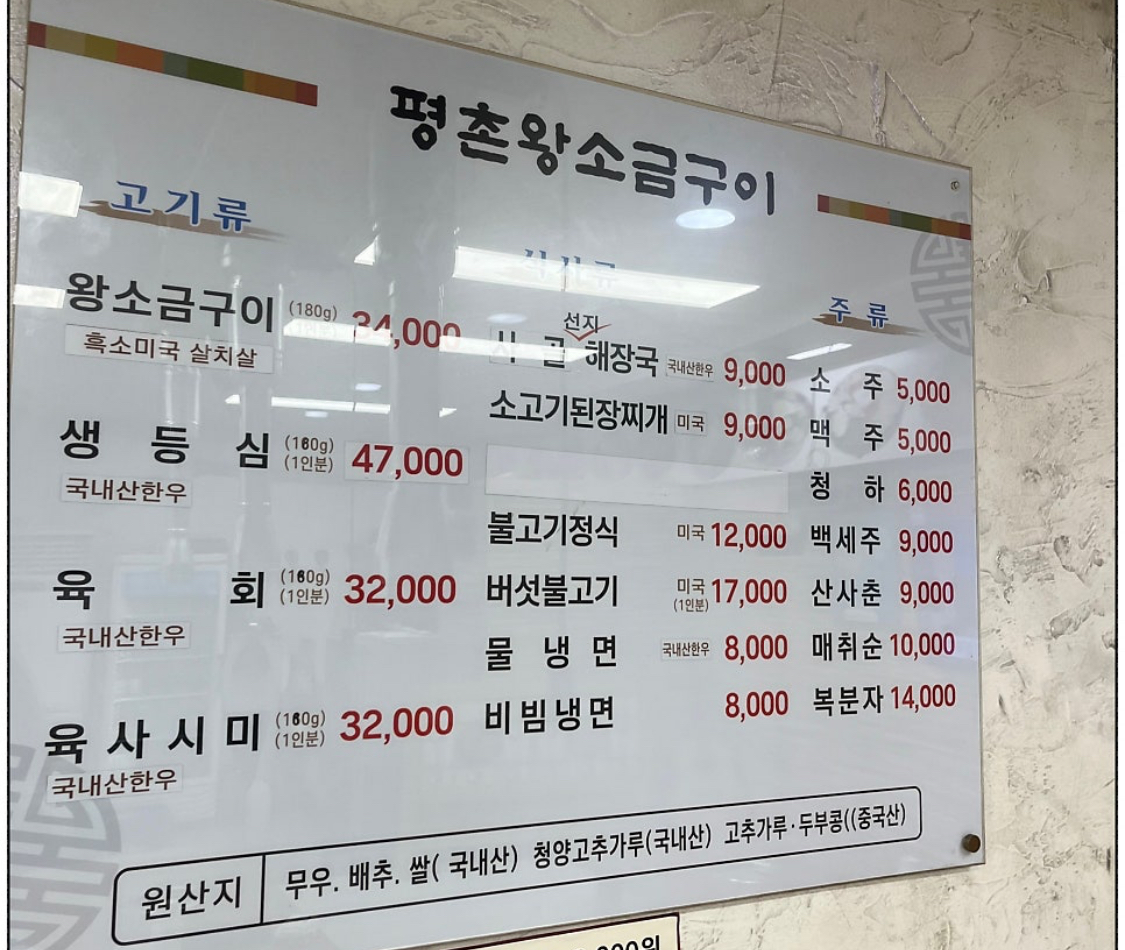 평촌왕소금구이
고기류
왕소금구이 (180g) (1인분) 34,000
흑소미국 살치살
생등심 (160g) (1인분) 47,000
국내산한우
육회 (160g) (1인분) 32,000
국내산한우
육사시미 (160g) (1인분) 32,000
국내산한우
식사류
선지
사골 해장국 국내산한우 9,000
소고기된장찌개 미국 9,000
불고기정식 미국 12,000
버섯불고기 미국 (1인분) 17,000
물냉면 국내산한우 8,000
비빔냉면 8,000
주류
소주 5,000
맥주 5,000
청하 6,000
백세주 9,000
산사춘 9,000
매취순 10,000
복분자 14,000
원산지 무우. 배추. 쌀( 국내산) 청양고추가루(국내산) 고추가루·두부콩((중국산)